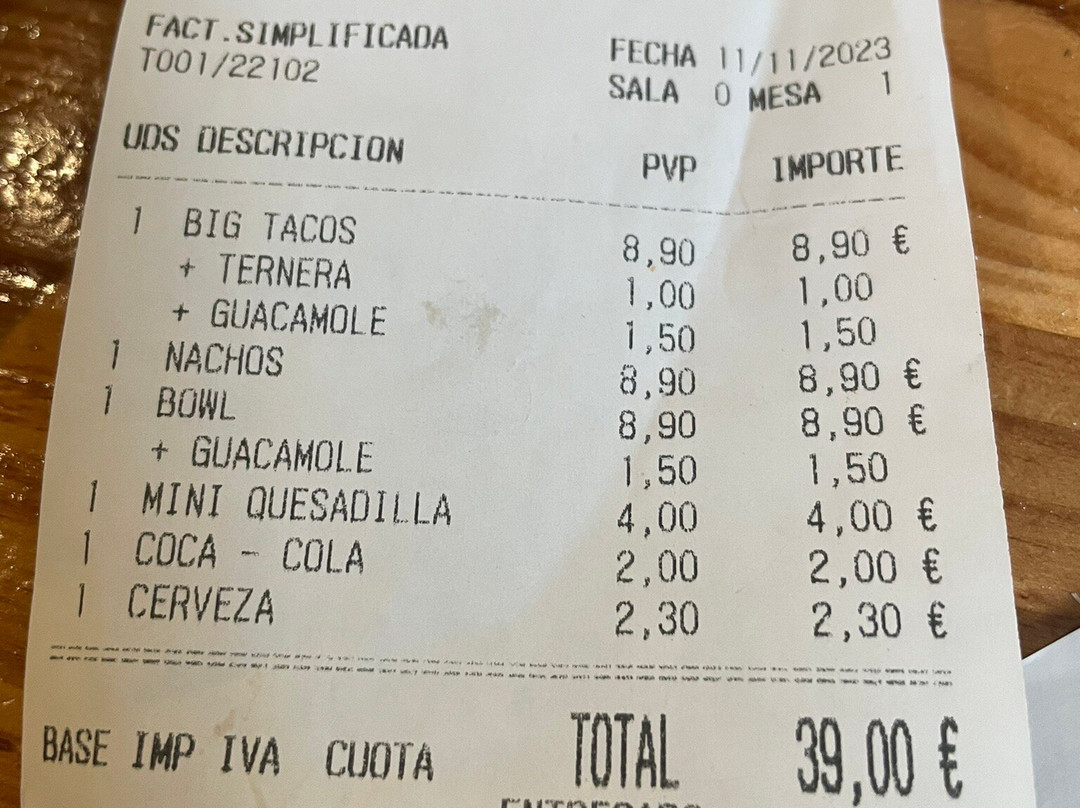 FACT.SIMPLIFICADA
T001/22102
FECHA 11/11/2023
SALA 0 MESA 1
UDS DESCRIPCION PVP IMPORTE
1 BIG TACOS 8,90 8,90 €
+ TERNERA 1,00 1,00
+ GUACAMOLE 1,50 1,50
1 NACHOS 8,90 8,90 €
1 BOWL 8,90 8,90 €
+ GUACAMOLE 1,50 1,50
1 MINI QUESADILLA 4,00 4,00 €
1 COCA - COLA 2,00 2,00 €
1 CERVEZA 2,30 2,30 €
BASE IMP IVA CUOTA TOTAL 39,00 €